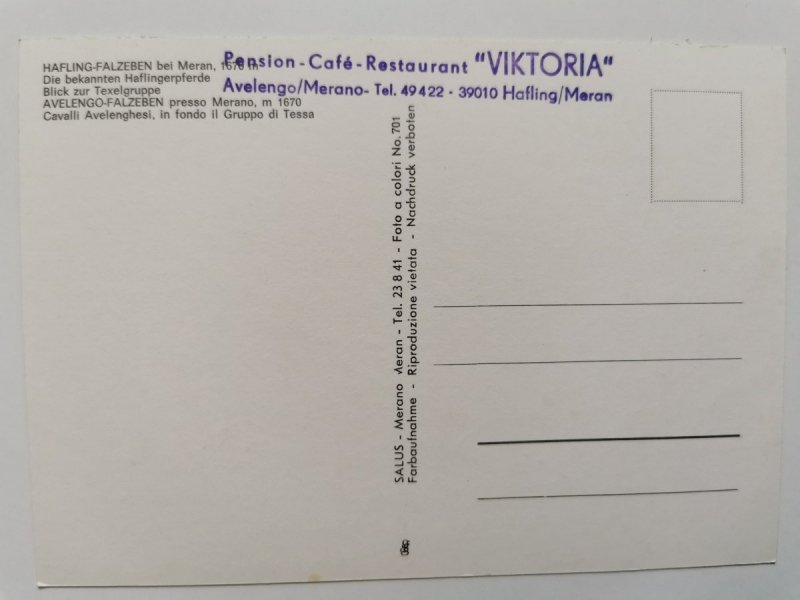 HAFLING-FALZEBEN bei Meran, 1670 m
Die bekannten Haflingerpferde
Blick zur Texelgruppe
AVELENGO-FALZEBEN presso Merano, m 1670
Cavalli Avelenghesi, in fondo il Gruppo di Tessa
Pension - Café - Restaurant "VIKTORIA"
Avelengo/Merano - Tel. 49422 - 39010 Hafling/Meran
SALUS - Merano Meran - Tel. 23 8 41 - Foto a colori No. 701
Farbaufnahme - Riproduzione vietata - Nachdruck verboten